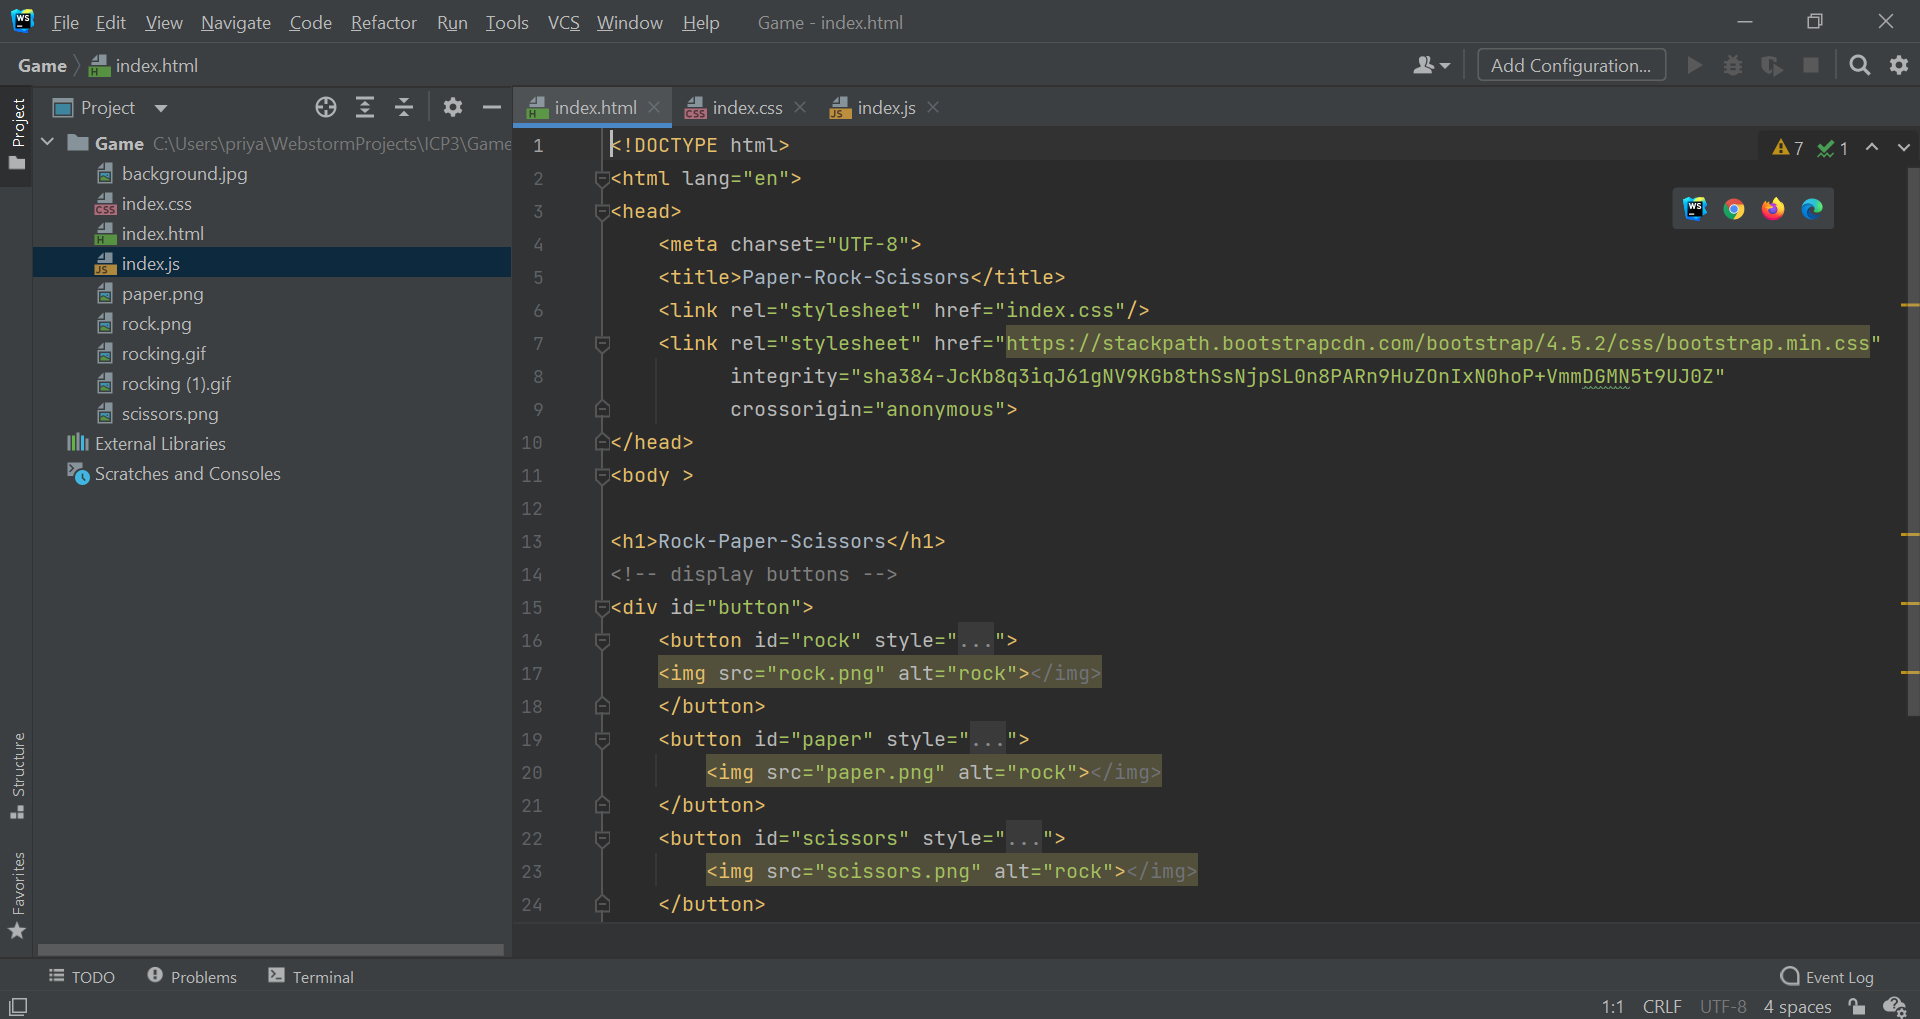 WS File Edit View Navigate Code Refactor Run Tools VCS Window Help Game - index.html
Game index.html Add Configuration...
Project
Project
Game C:\Users\priya\WebstormProjects\ICP3\Game
background.jpg
index.css
index.html
index.js
paper.png
rock.png
rocking.gif
rocking (1).gif
scissors.png
External Libraries
Scratches and Consoles
Structure
Favorites
index.html index.css index.js
7 1
1 <!DOCTYPE html>
2 <html lang="en">
3 <head>
4 <meta charset="UTF-8">
5 <title>Paper-Rock-Scissors</title>
6 <link rel="stylesheet" href="index.css"/>
7 <link rel="stylesheet" href="https://stackpath.bootstrapcdn.com/bootstrap/4.5.2/css/bootstrap.min.css"
8 integrity="sha384-JcKb8q3iqJ61gNV9KGb8thSsNjpSL0n8PARn9HuZOnIxN0hoP+VmmDGMN5t9UJ0Z"
9 crossorigin="anonymous">
10 </head>
11 <body >
12
13 <h1>Rock-Paper-Scissors</h1>
14 <!-- display buttons -->
15 <div id="button">
16 <button id="rock" style="...">
17 <img src="rock.png" alt="rock"></img>
18 </button>
19 <button id="paper" style="...">
20 <img src="paper.png" alt="rock"></img>
21 </button>
22 <button id="scissors" style="...">
23 <img src="scissors.png" alt="rock"></img>
24 </button>
TODO Problems Terminal Event Log
1:1 CRLF UTF-8 4 spaces